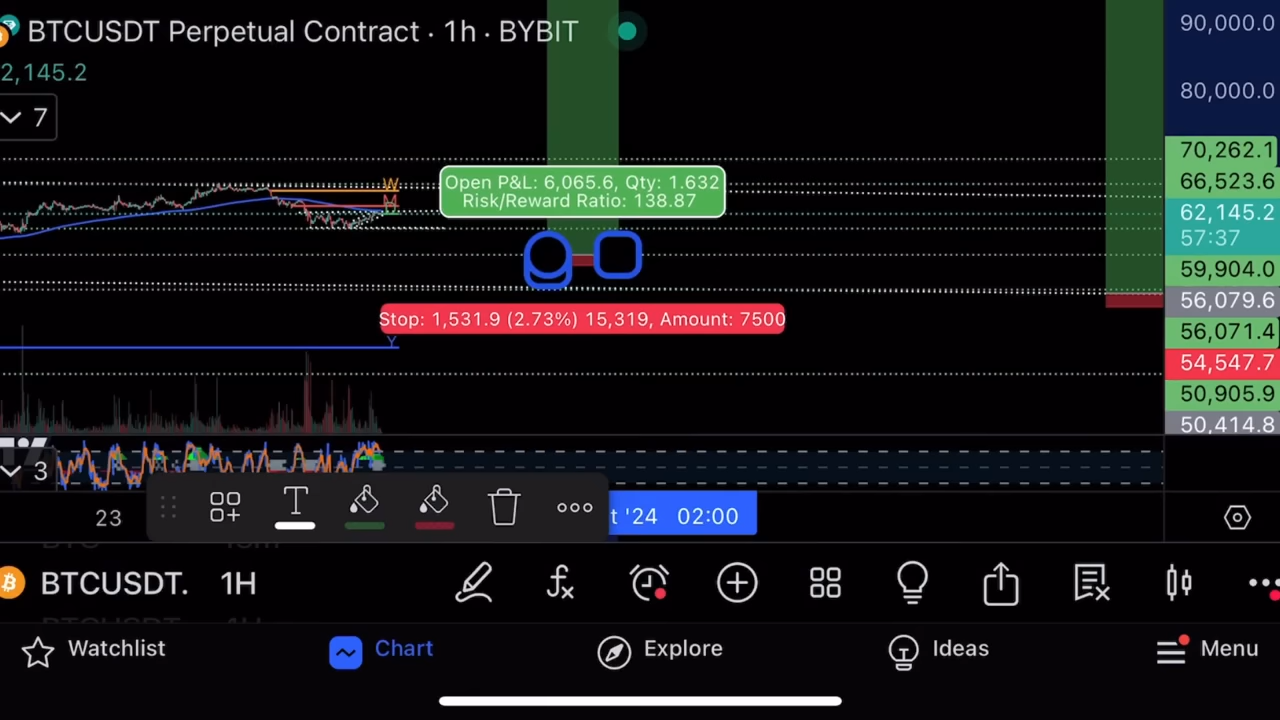 BTCUSDT Perpetual Contract · 1h · BYBIT
2,145.2
7
90,000.0
80,000.0
70,262.1
66,523.6
62,145.2
57:37
59,904.0
56,079.6
56,071.4
54,547.7
50,905.9
50,414.8
W
M
Open P&L: 6,065.6, Qty: 1.632
Risk/Reward Ratio: 138.87
Stop: 1,531.9 (2.73%) 15,319, Amount: 7500
Y
3
23
T
t '24 02:00
BTCUSDT. 1H
Watchlist
Chart
Explore
Ideas
Menu